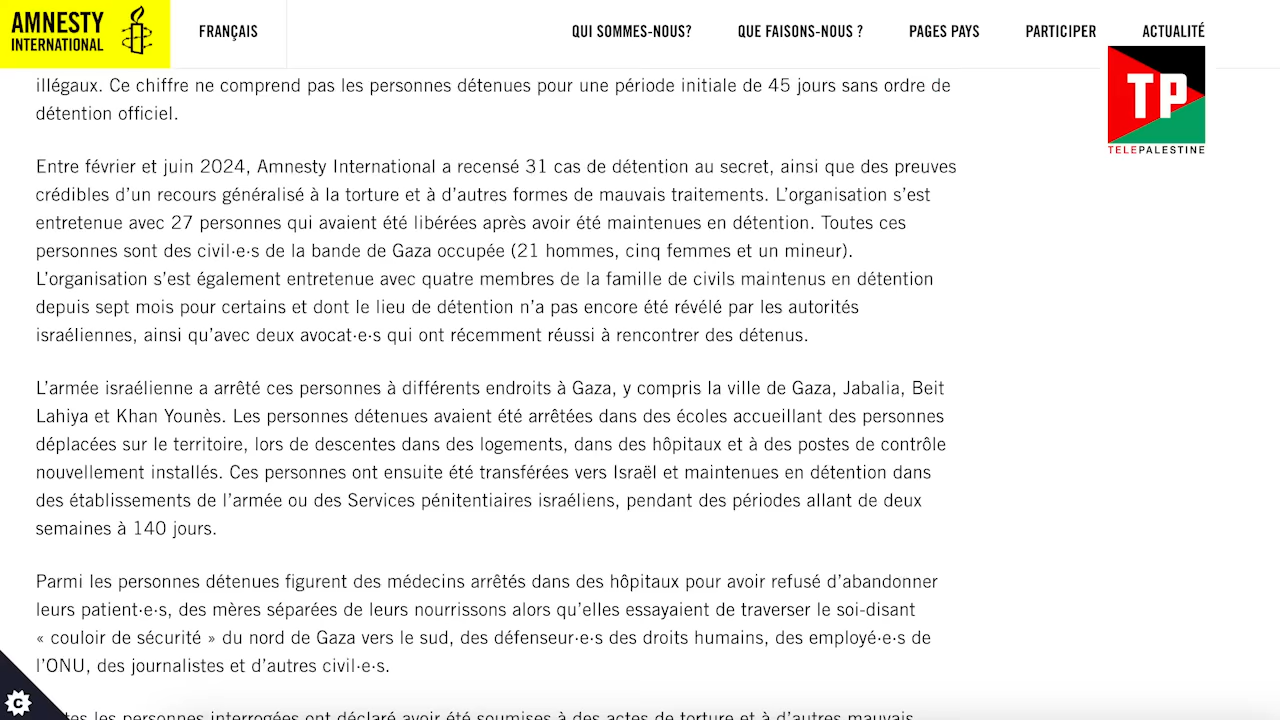 AMNESTY
INTERNATIONAL
FRANÇAIS
QUI SOMMES-NOUS?
QUE FAISONS-NOUS ?
PAGES PAYS
PARTICIPER
ACTUALITÉ
TP
TELEPALESTINE
illégaux. Ce chiffre ne comprend pas les personnes détenues pour une période initiale de 45 jours sans ordre de
détention officiel.
Entre février et juin 2024, Amnesty International a recensé 31 cas de détention au secret, ainsi que des preuves
crédibles d’un recours généralisé à la torture et à d’autres formes de mauvais traitements. L’organisation s’est
entretenue avec 27 personnes qui avaient été libérées après avoir été maintenues en détention. Toutes ces
personnes sont des civil·e·s de la bande de Gaza occupée (21 hommes, cinq femmes et un mineur).
L’organisation s’est également entretenue avec quatre membres de la famille de civils maintenus en détention
depuis sept mois pour certains et dont le lieu de détention n’a pas encore été révélé par les autorités
israéliennes, ainsi qu’avec deux avocat·e·s qui ont récemment réussi à rencontrer des détenus.
L’armée israélienne a arrêté ces personnes à différents endroits à Gaza, y compris la ville de Gaza, Jabalia, Beit
Lahiya et Khan Younès. Les personnes détenues avaient été arrêtées dans des écoles accueillant des personnes
déplacées sur le territoire, lors de descentes dans des logements, dans des hôpitaux et à des postes de contrôle
nouvellement installés. Ces personnes ont ensuite été transférées vers Israël et maintenues en détention dans
des établissements de l’armée ou des Services pénitentiaires israéliens, pendant des périodes allant de deux
semaines à 140 jours.
Parmi les personnes détenues figurent des médecins arrêtés dans des hôpitaux pour avoir refusé d’abandonner
leurs patient·e·s, des mères séparées de leurs nourrissons alors qu’elles essayaient de traverser le soi-disant
« couloir de sécurité » du nord de Gaza vers le sud, des défenseur·e·s des droits humains, des employé·e·s de
l’ONU, des journalistes et d’autres civil·e·s.
les personnes interrogées ont déclaré avoir été soumises à des actes de torture et à d’autres mauvais
C